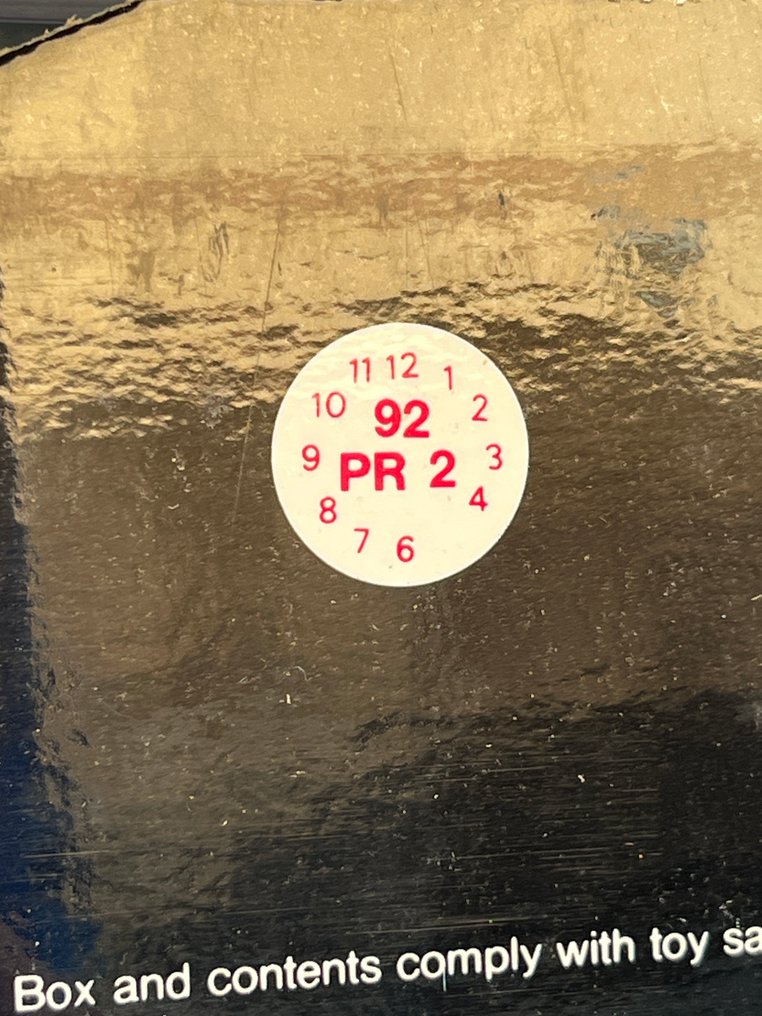 11 12 1
10 92 2
9 PR 2 3
8 4
7 6
Box and contents comply with toy